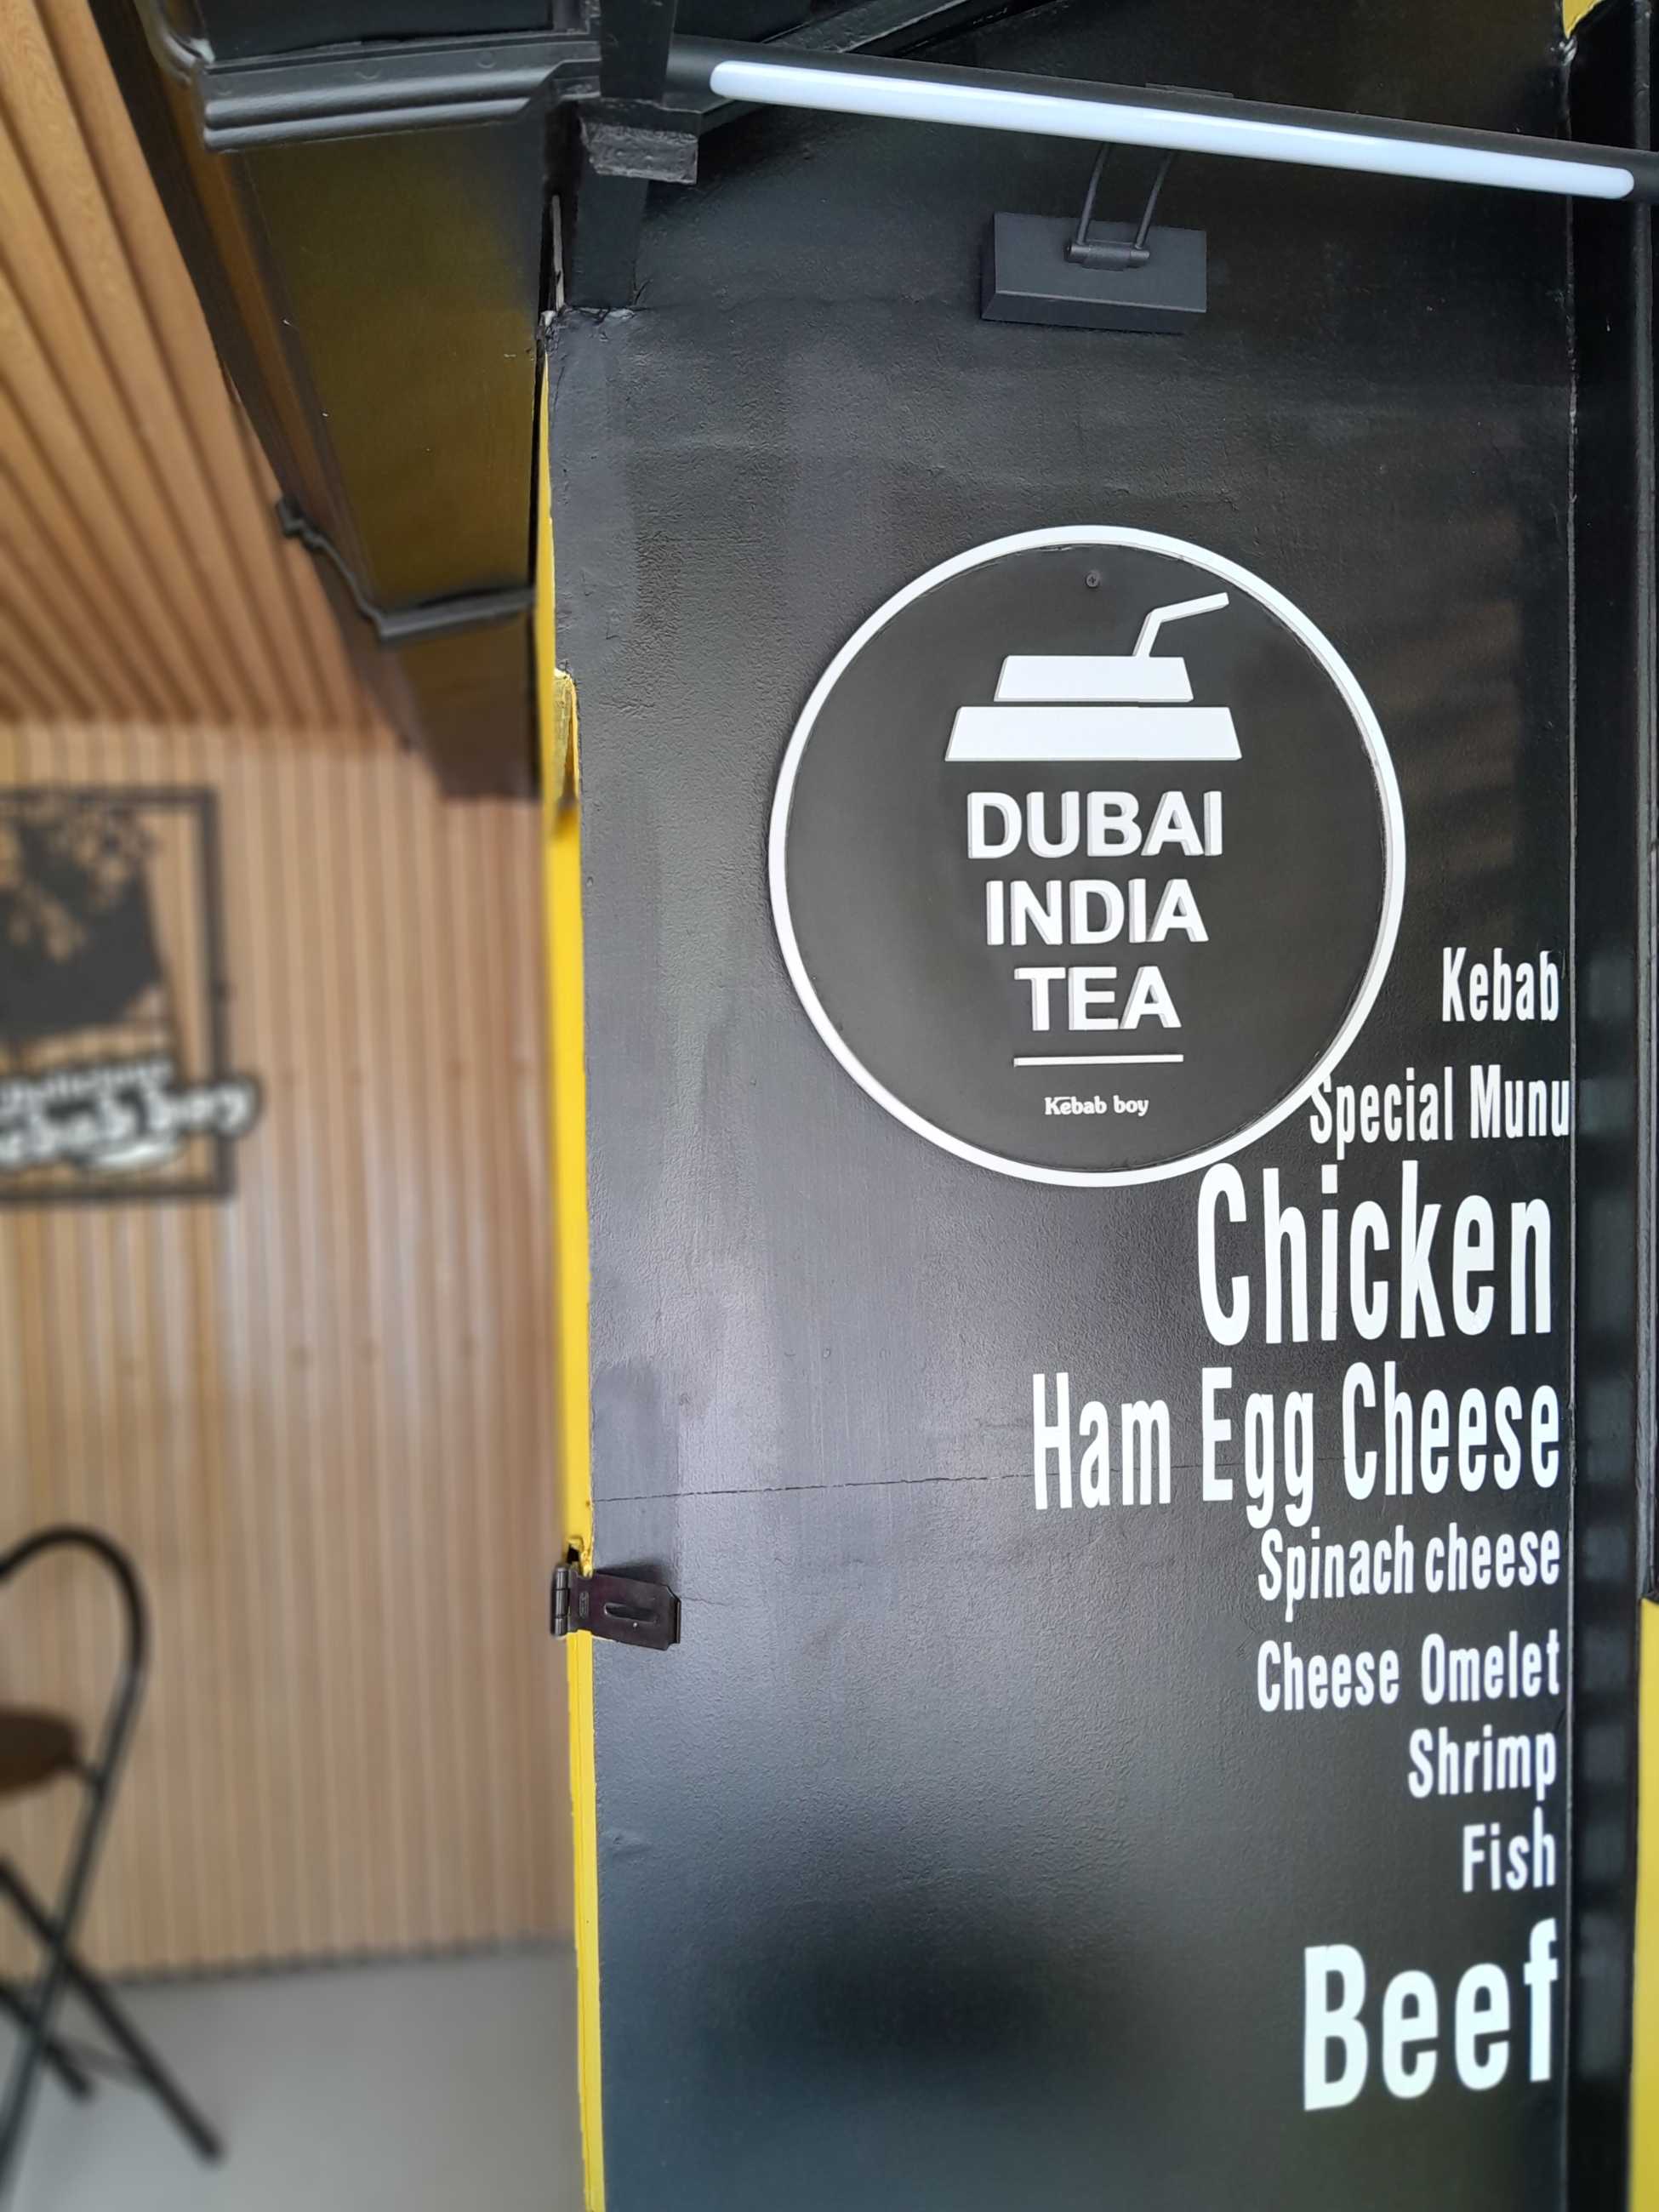 DUBAI
INDIA
TEA
Kebab boy
Kebab
Special Munu
Chicken
Ham Egg Cheese
Spinach cheese
Cheese Omelet
Shrimp
Fish
Beef